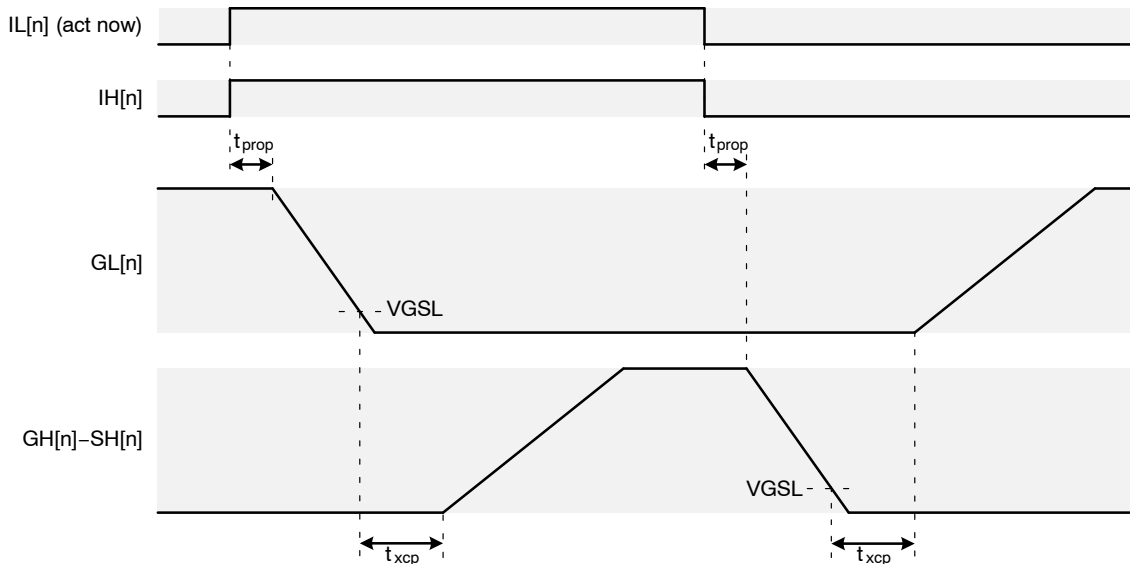 IL[n] (act now)
IH[n]
tprop
tprop
GL[n]
VGSL
GH[n]–SH[n]
VGSL
txcp
txcp